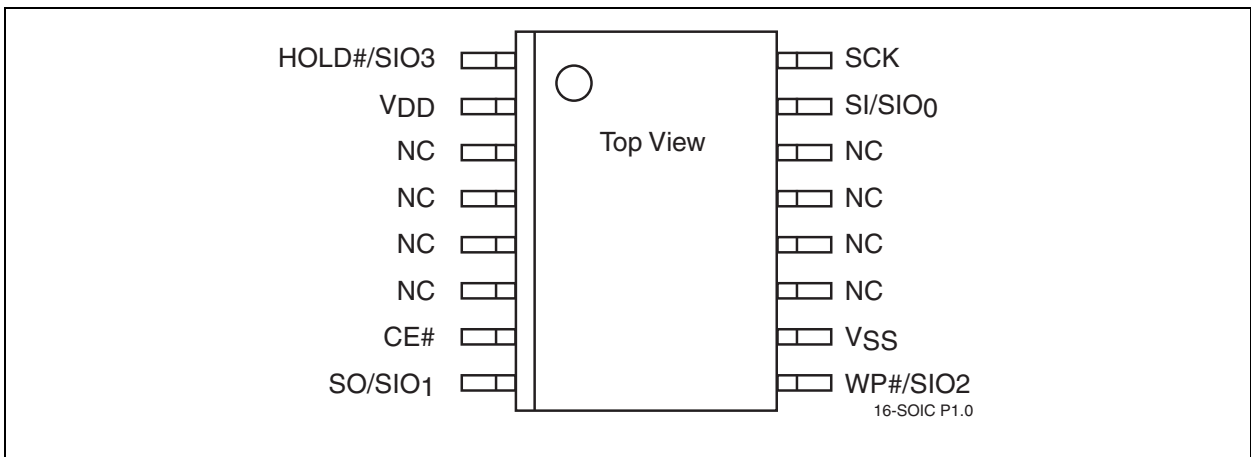 HOLD#/SIO3
VDD
NC
NC
NC
NC
CE#
SO/SIO1
Top View
SCK
SI/SIO0
NC
NC
NC
NC
VSS
WP#/SIO2
16-SOIC P1.0